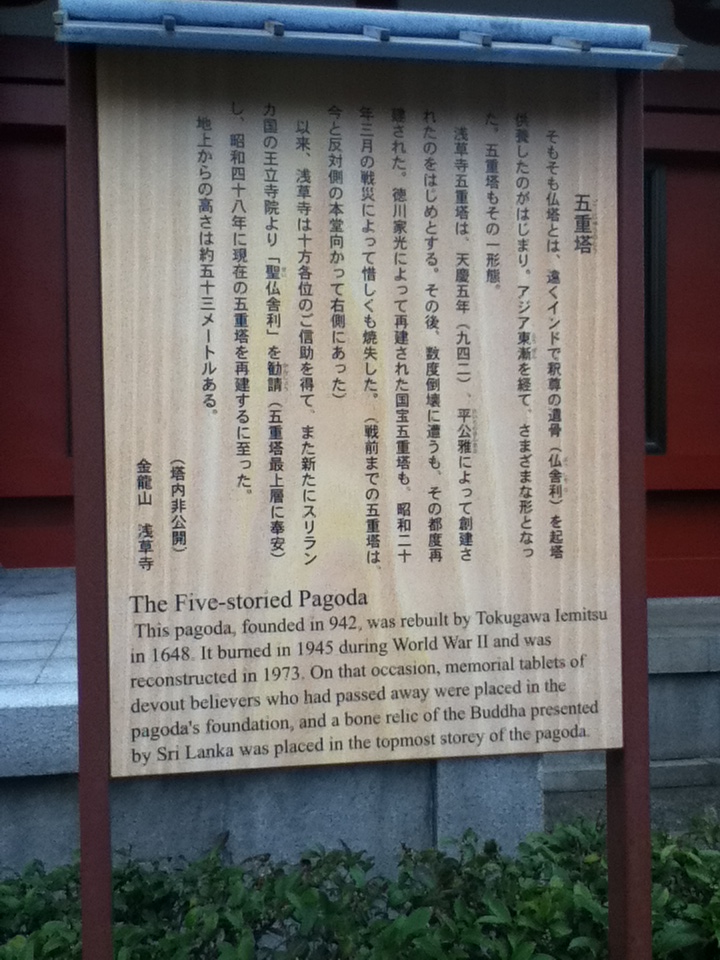 五重塔
そもそも仏塔とは、遠くインドで釈尊の遺骨（仏舎利）を起塔
供養したのがはじまり。アジア東漸を経て、さまざまな形となっ
た。五重塔もその一形態。
浅草寺五重塔は、天慶五年（九四二）、平公雅によって創建さ
れたのをはじめとする。その後、数度倒壊に遭うも、その都度再
建された。徳川家光によって再建された国宝五重塔も、昭和二十
年三月の戦災によって惜しくも焼失した。（戦前までの五重塔は、
今と反対側の本堂向かって右側にあった）
以来、浅草寺は十方各位のご信助を得て、また新たにスリラン
カ国の王立寺院より「聖仏舎利」を勧請（五重塔最上層に奉安）
し、昭和四十八年に現在の五重塔を再建するに至った。
地上からの高さは約五十三メートルある。
（塔内非公開）
金龍山　浅草寺
The Five-storied Pagoda
This pagoda, founded in 942, was rebuilt by Tokugawa Iemitsu
in 1648. It burned in 1945 during World War II and was
reconstructed in 1973. On that occasion, memorial tablets of
devout believers who had passed away were placed in the
pagoda's foundation, and a bone relic of the Buddha presented
by Sri Lanka was placed in the topmost storey of the pagoda.